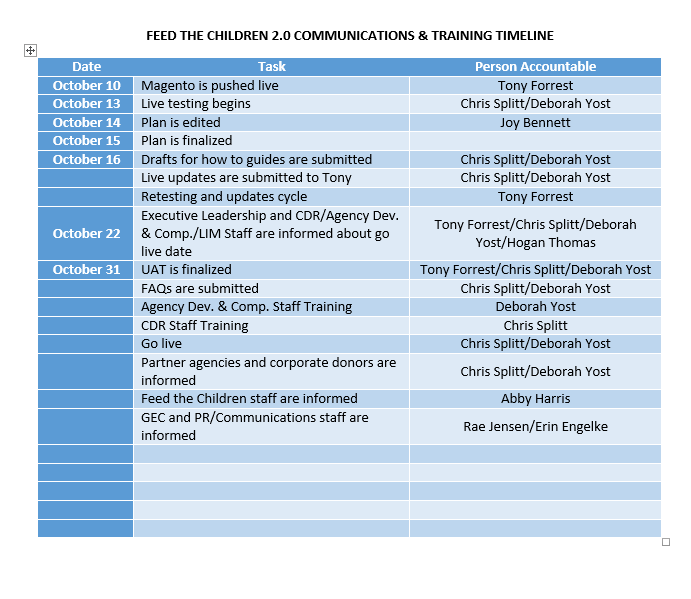 FEED THE CHILDREN 2.0 COMMUNICATIONS & TRAINING TIMELINE
Date Task Person Accountable
October 10 Magento is pushed live Tony Forrest
October 13 Live testing begins Chris Splitt/Deborah Yost
October 14 Plan is edited Joy Bennett
October 15 Plan is finalized
October 16 Drafts for how to guides are submitted Chris Splitt/Deborah Yost
Live updates are submitted to Tony Chris Splitt/Deborah Yost
Retesting and updates cycle Tony Forrest
October 22
Executive Leadership and CDR/Agency Dev.
& Comp./LIM Staff are informed about go
live date
Tony Forrest/Chris Splitt/Deborah
Yost/Hogan Thomas
October 31 UAT is finalized Tony Forrest/Chris Splitt/Deborah Yost
FAQs are submitted Chris Splitt/Deborah Yost
Agency Dev. & Comp. Staff Training Deborah Yost
CDR Staff Training Chris Splitt
Go live Chris Splitt/Deborah Yost
Partner agencies and corporate donors are
informed
Chris Splitt/Deborah Yost
Feed the Children staff are informed Abby Harris
GEC and PR/Communications staff are
informed
Rae Jensen/Erin Engelke